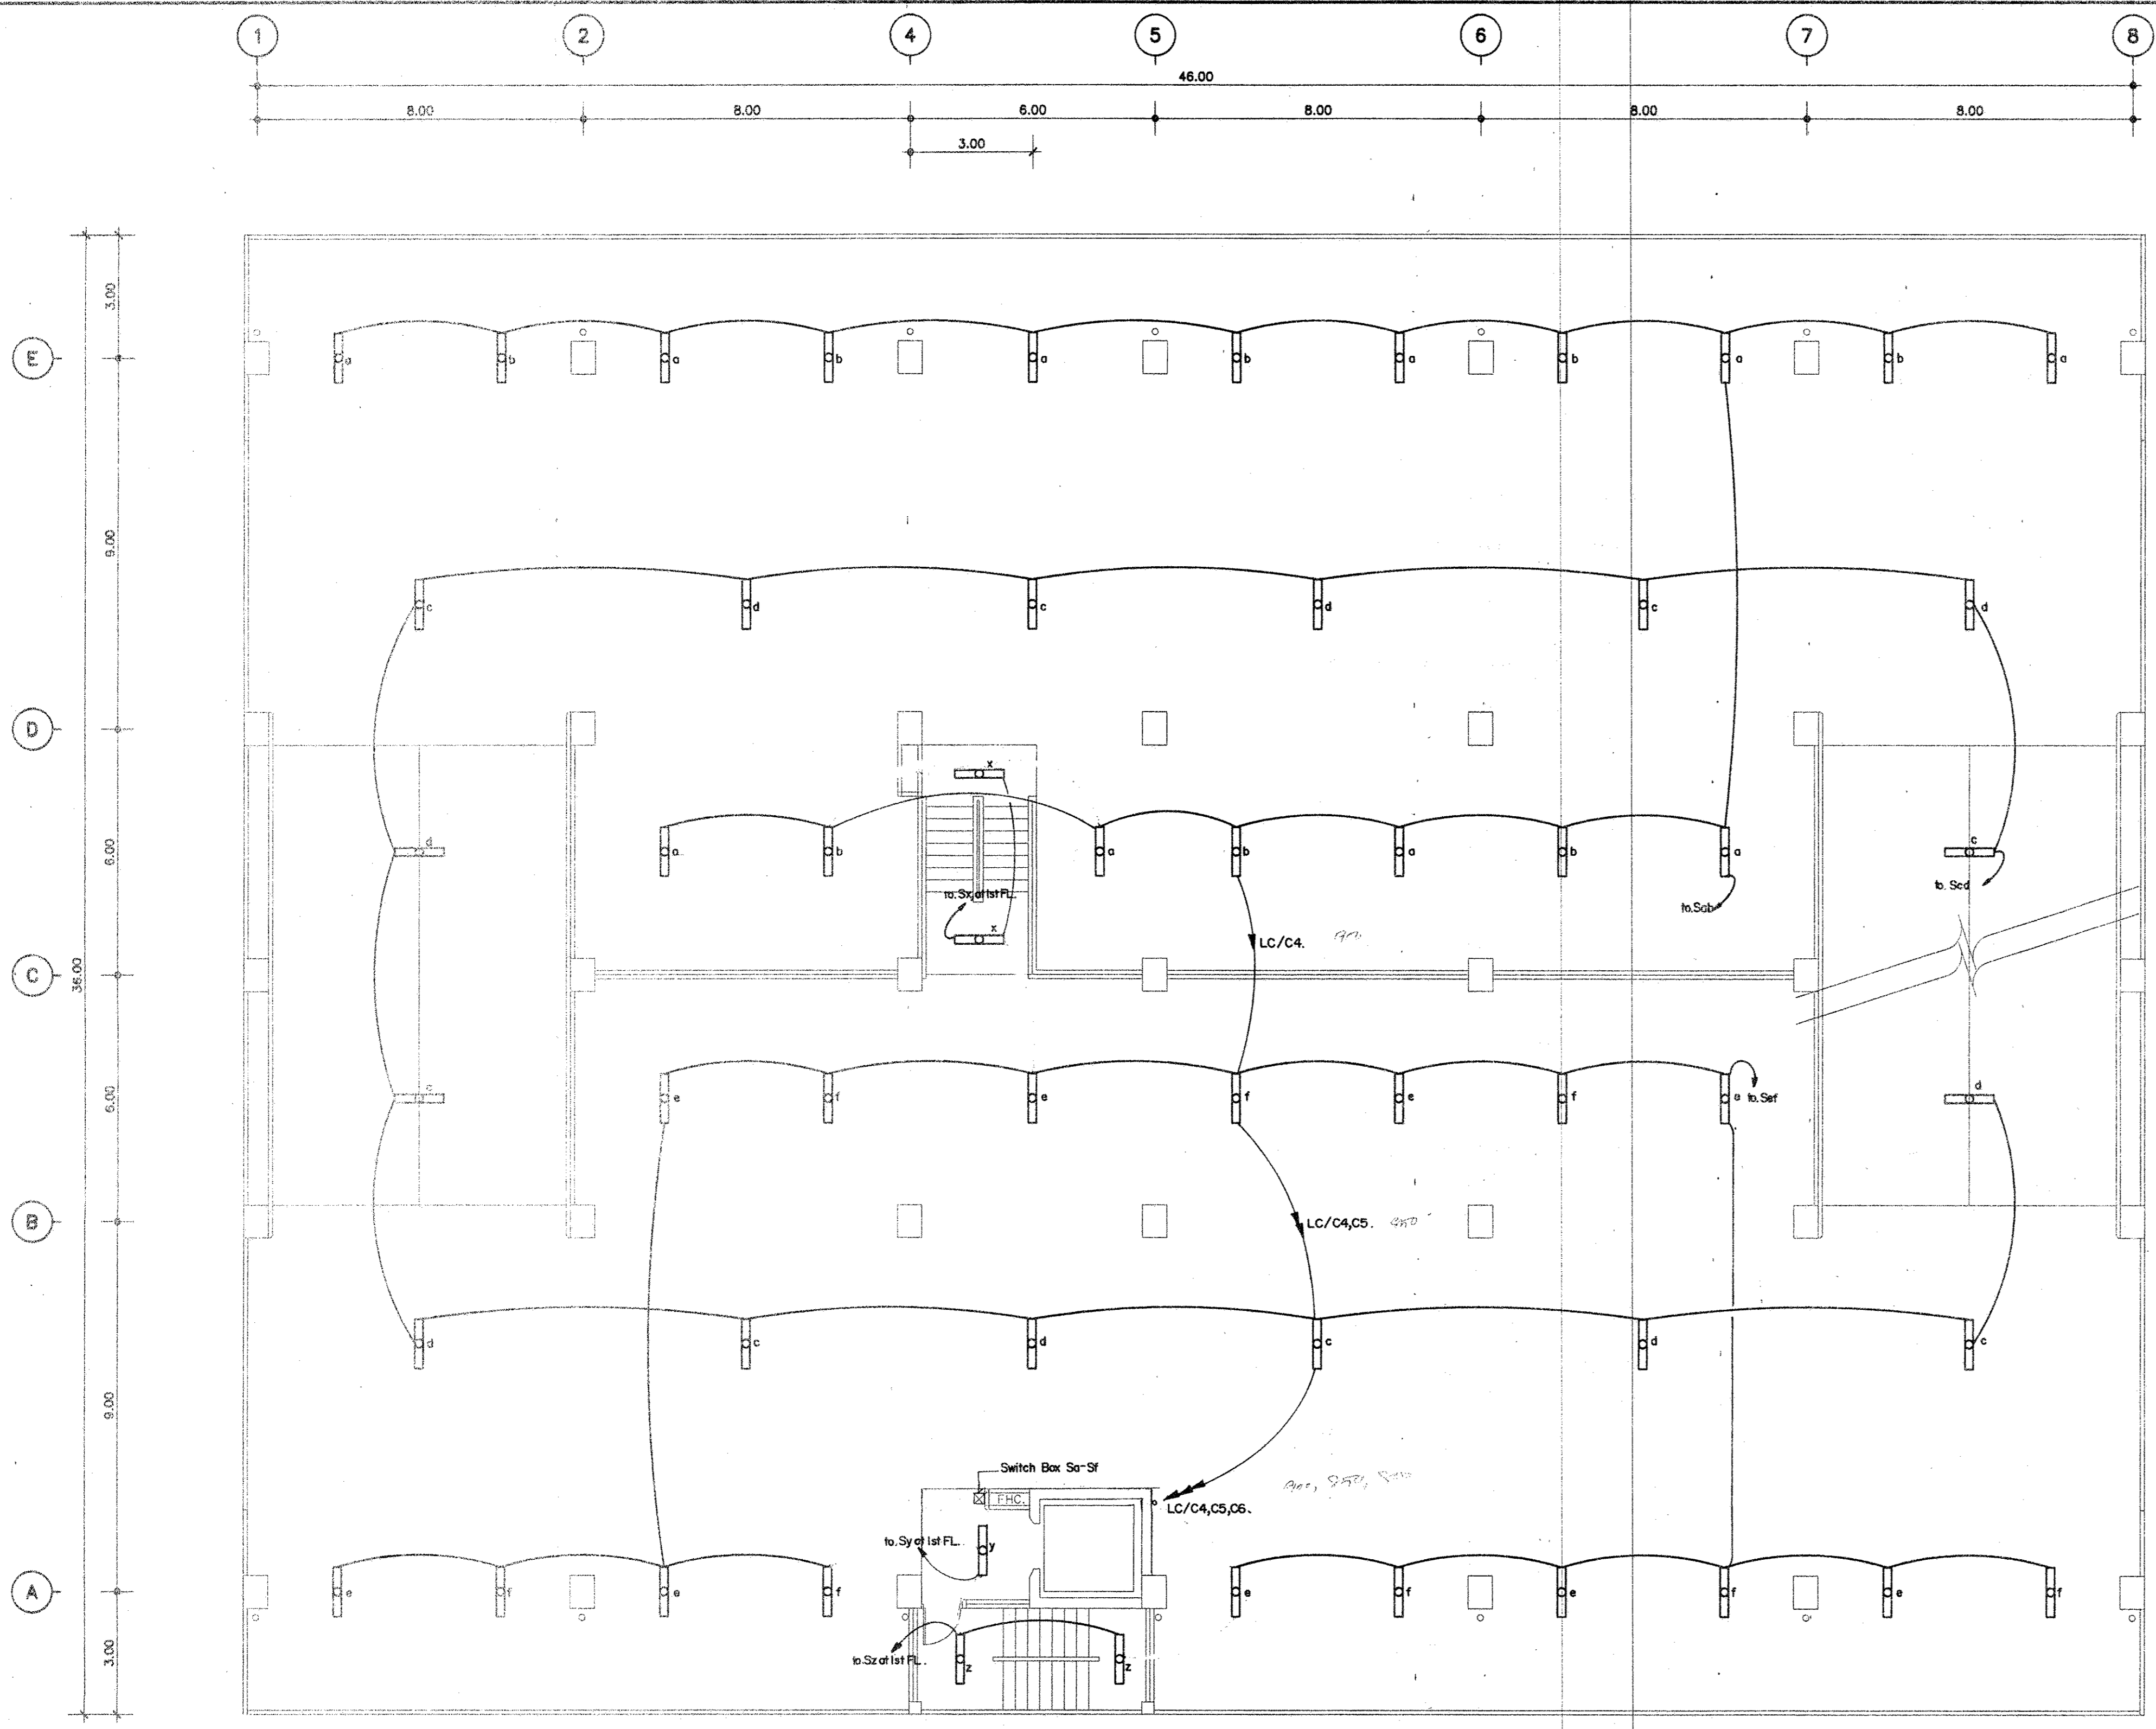 1 2 4 5 6 7 8
46.00
8.00 8.00 6.00 8.00 8.00 8.00
3.00
3.00
E
a b a b a b a b a b a
9.00
c d c d c d
D
x
6.00
d
a b a b a b a
c
to. Scd
to. Sx, at 1st FL.
to. Sab
x
LC/C4.
C
36.00
6.00
c
e f e f e f e
to. Sef
d
B
LC/C4,C5.
d c d c d c
9.00
Switch Box Sa-Sf
F.H.C.
LC/C4,C5,C6.
to. Sy at 1st FL.
y
A
e f e f e f e f e f
3.00
to. Sz at 1st FL.
z z